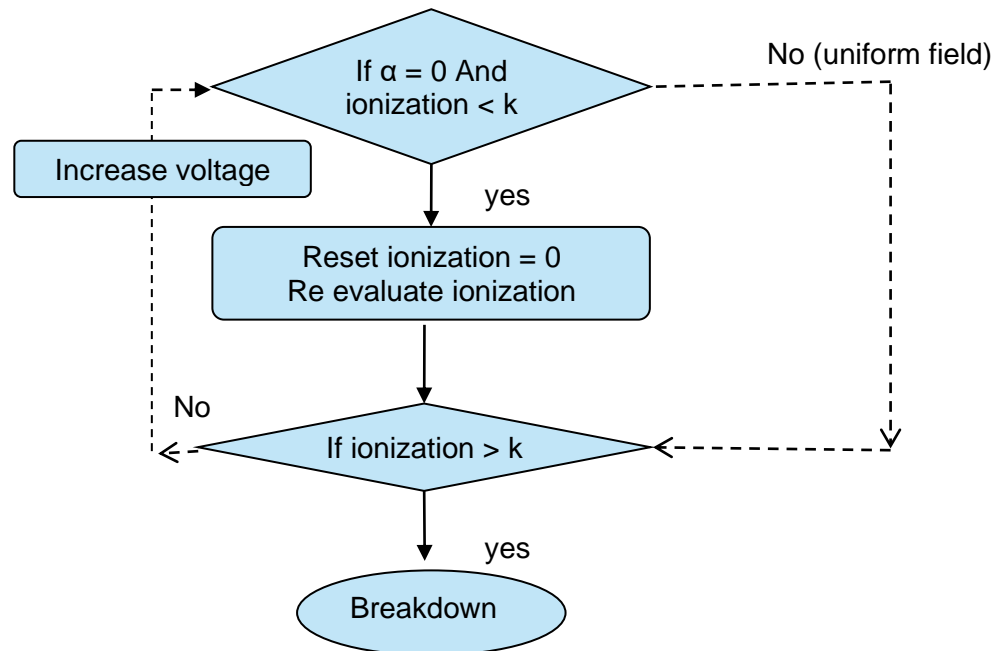 If α = 0 And
ionization < k
No (uniform field)
Increase voltage
yes
Reset ionization = 0
Re evaluate ionization
No
If ionization > k
yes
Breakdown